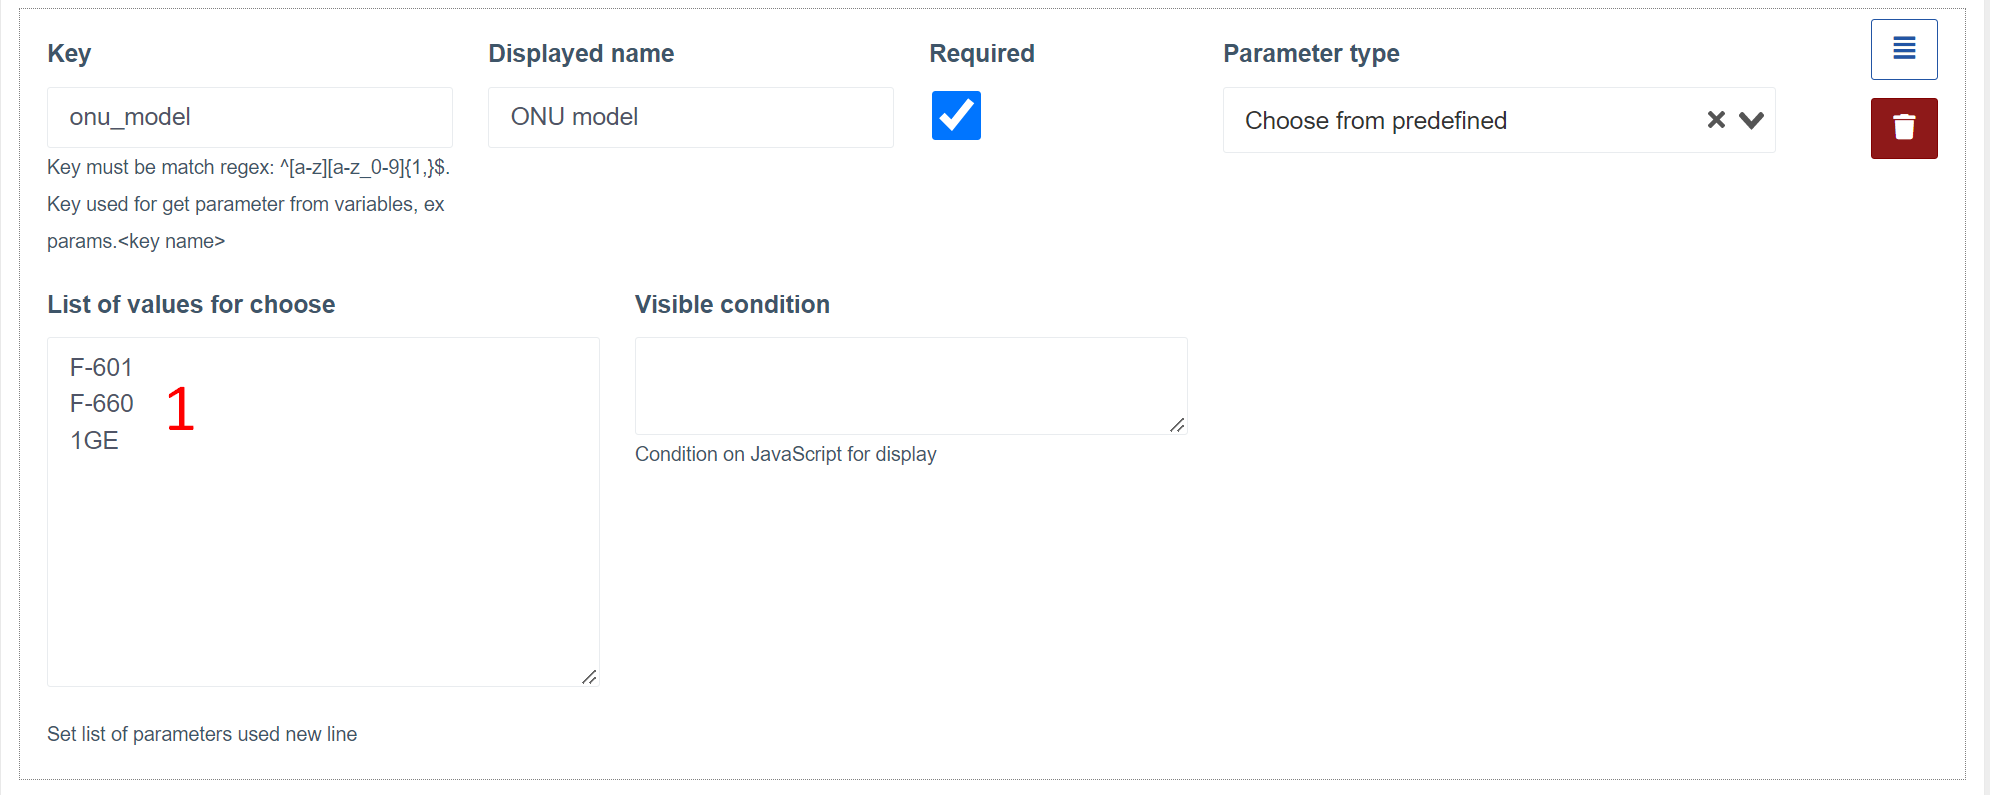 Key
Displayed name
Required
Parameter type
onu_model
ONU model
Choose from predefined
Key must be match regex: ^[a-z][a-z_0-9]{1,}$.
Key used for get parameter from variables, ex
params.<key name>
List of values for choose
Visible condition
F-601
F-660
1GE
1
Condition on JavaScript for display
Set list of parameters used new line